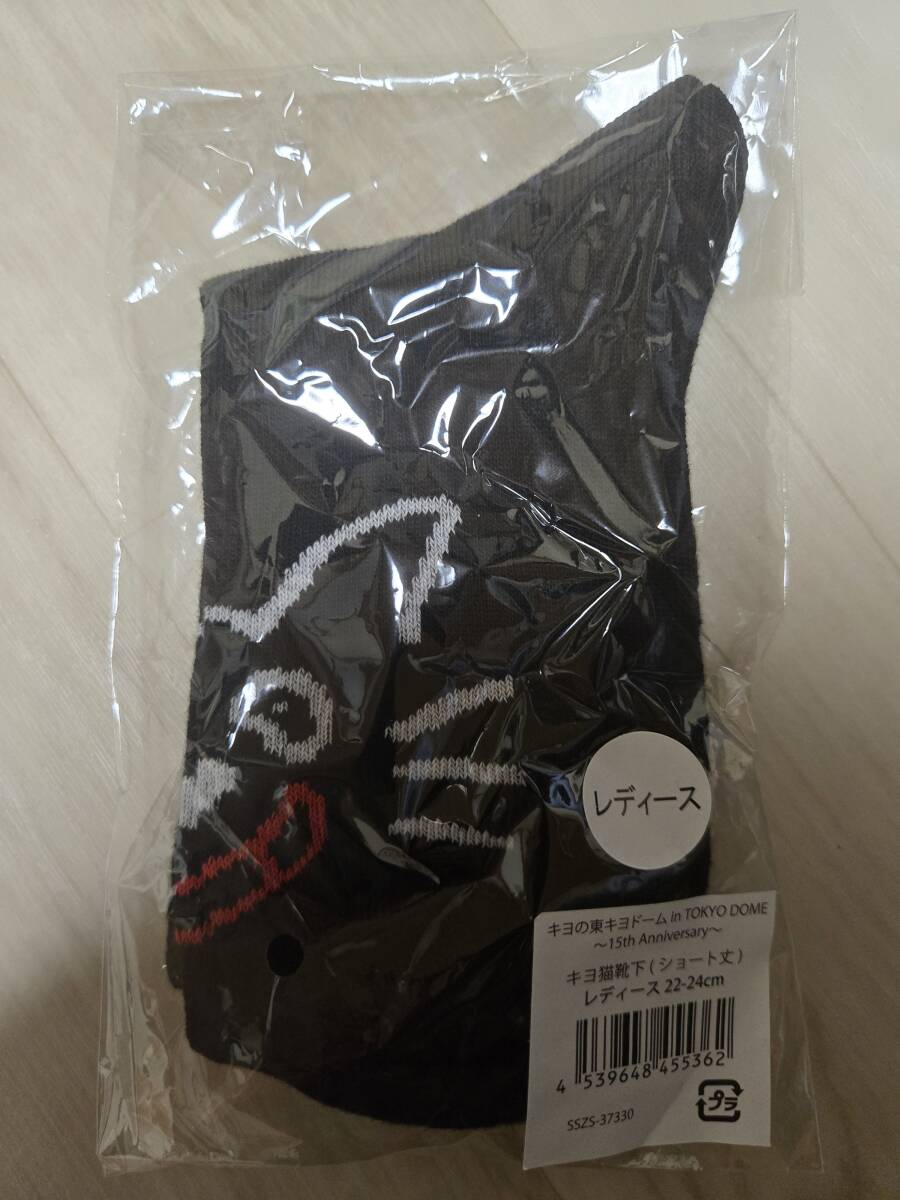 レディース
キヨの東キヨドーム in TOKYO DOME
～15th Anniversary～
キヨ猫靴下(ショート丈)
レディース 22-24cm
4 539648 455362
SSZS-37330
プラ